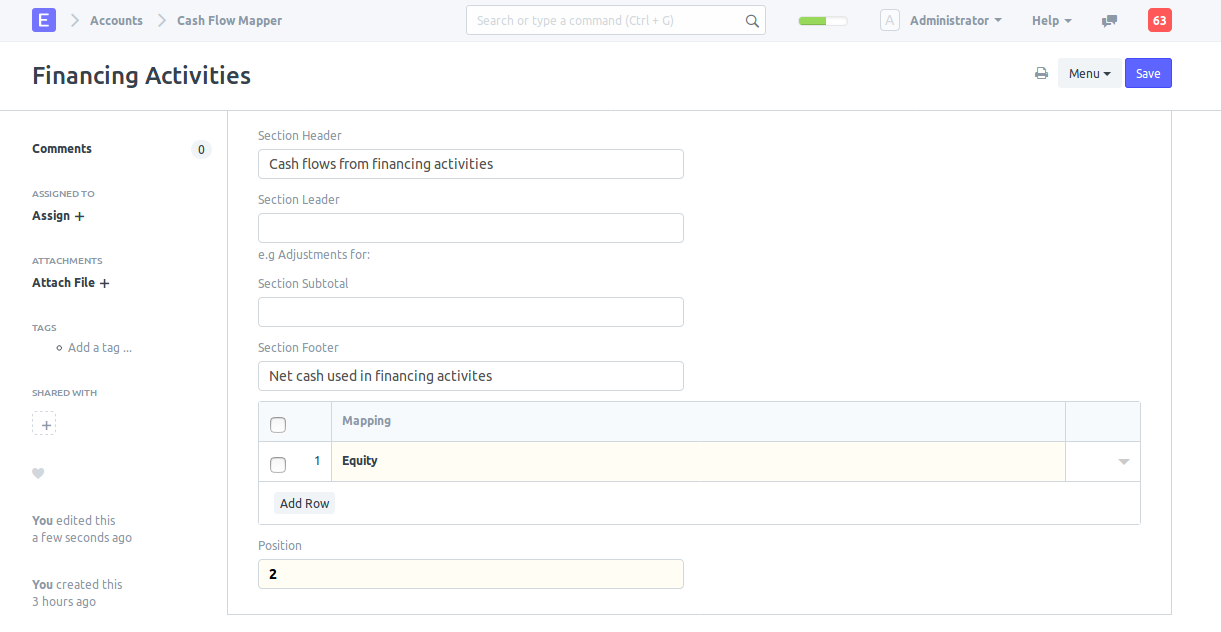 E Accounts Cash Flow Mapper Search or type a command (Ctrl + G) A Administrator Help 63
Financing Activities Menu Save
Comments 0
ASSIGNED TO
Assign +
ATTACHMENTS
Attach File +
TAGS
Add a tag ...
SHARED WITH
+
You edited this
a few seconds ago
You created this
3 hours ago
Section Header
Cash flows from financing activities
Section Leader
e.g Adjustments for:
Section Subtotal
Section Footer
Net cash used in financing activites
Mapping
1 Equity
Add Row
Position
2